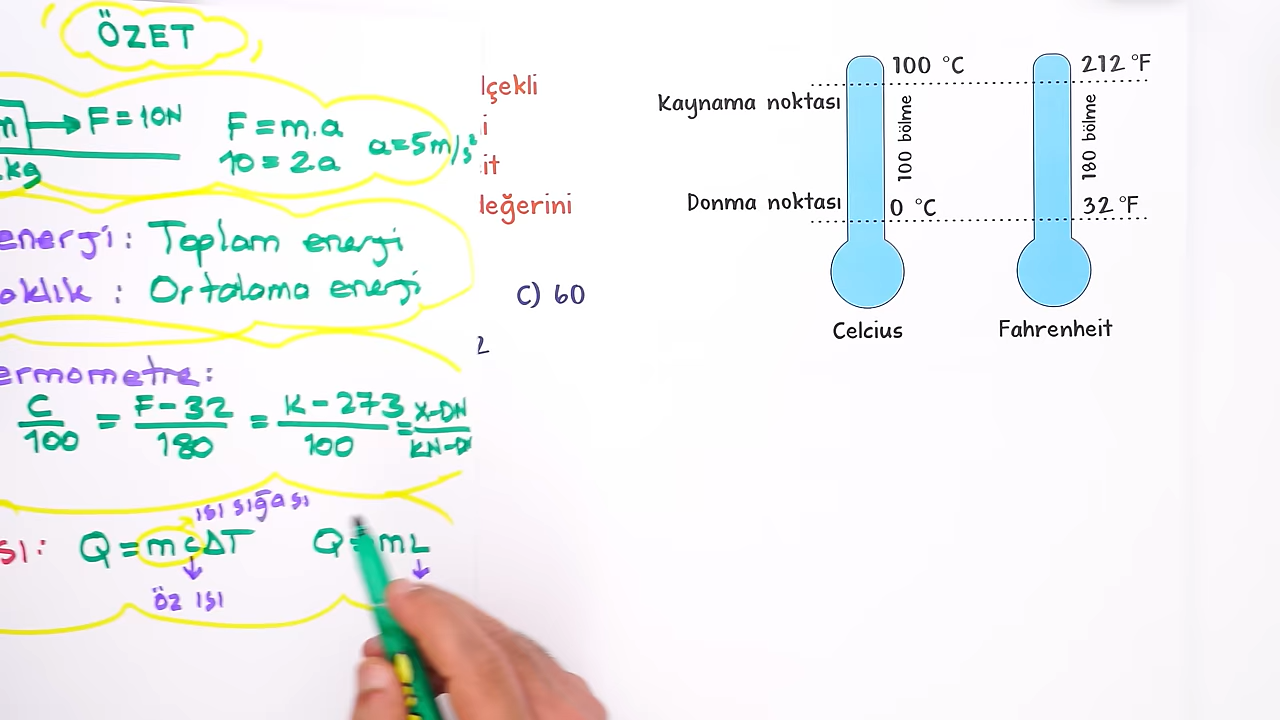 ÖZET
F = 10N
F = m.a
10 = 2a
a = 5m/s²
kg
enerji: Toplam enerji
aklık : Ortalama enerji
ermometre:
C/100 = F-32/180 = K-273/100 = X-DN/KN-DN
ısı sığası
sı: Q = mcΔT Q = mL
öz ısı
lçekli
i
it
değerini
C) 60
2
100 °C
212 °F
Kaynama noktası
100 bölme
180 bölme
Donma noktası
0 °C
32 °F
Celcius
Fahrenheit